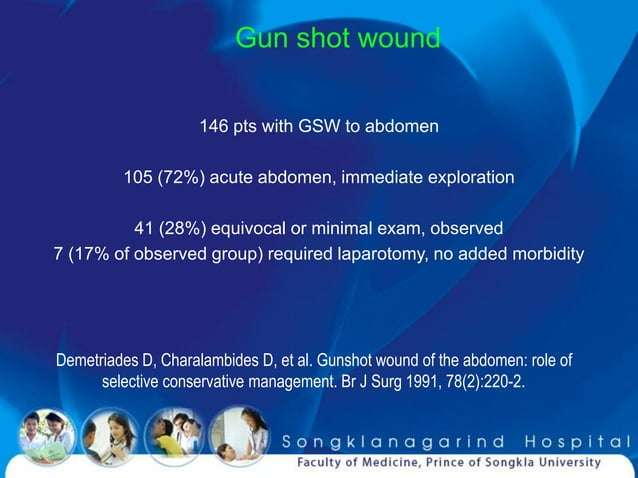 Gun shot wound
146 pts with GSW to abdomen
105 (72%) acute abdomen, immediate exploration
41 (28%) equivocal or minimal exam, observed
7 (17% of observed group) required laparotomy, no added morbidity
Demetriades D, Charalambides D, et al. Gunshot wound of the abdomen: role of
selective conservative management. Br J Surg 1991, 78(2):220-2.
Songklanagarind Hospital
Faculty of Medicine, Prince of Songkla University